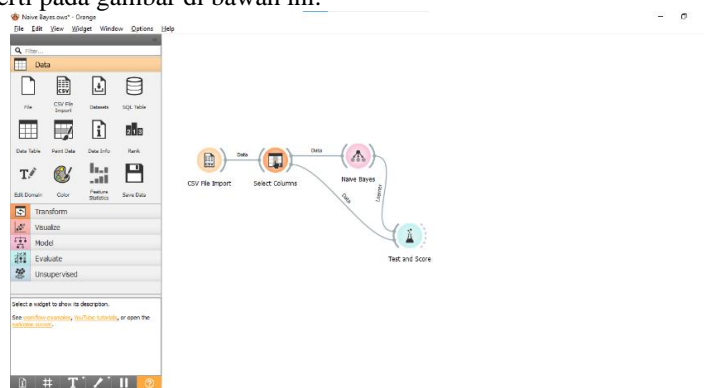 erti pada gambar di bawah ini:
Naive Bayes.ows* - Orange
File Edit View Widget Window Options Help
Filter...
Data
File CSV File Import Datasets SQL Table
Data Table Paint Data Data Info Rank
Edit Domain Color Feature Statistics Save Data
Transform
Visualize
Model
Evaluate
Unsupervised
Select a widget to show its description.
See workflow examples, YouTube tutorials, or open the
welcome screen.
Data
Data
CSV File Import
Select Columns
Naive Bayes
Data
Learner
Test and Score